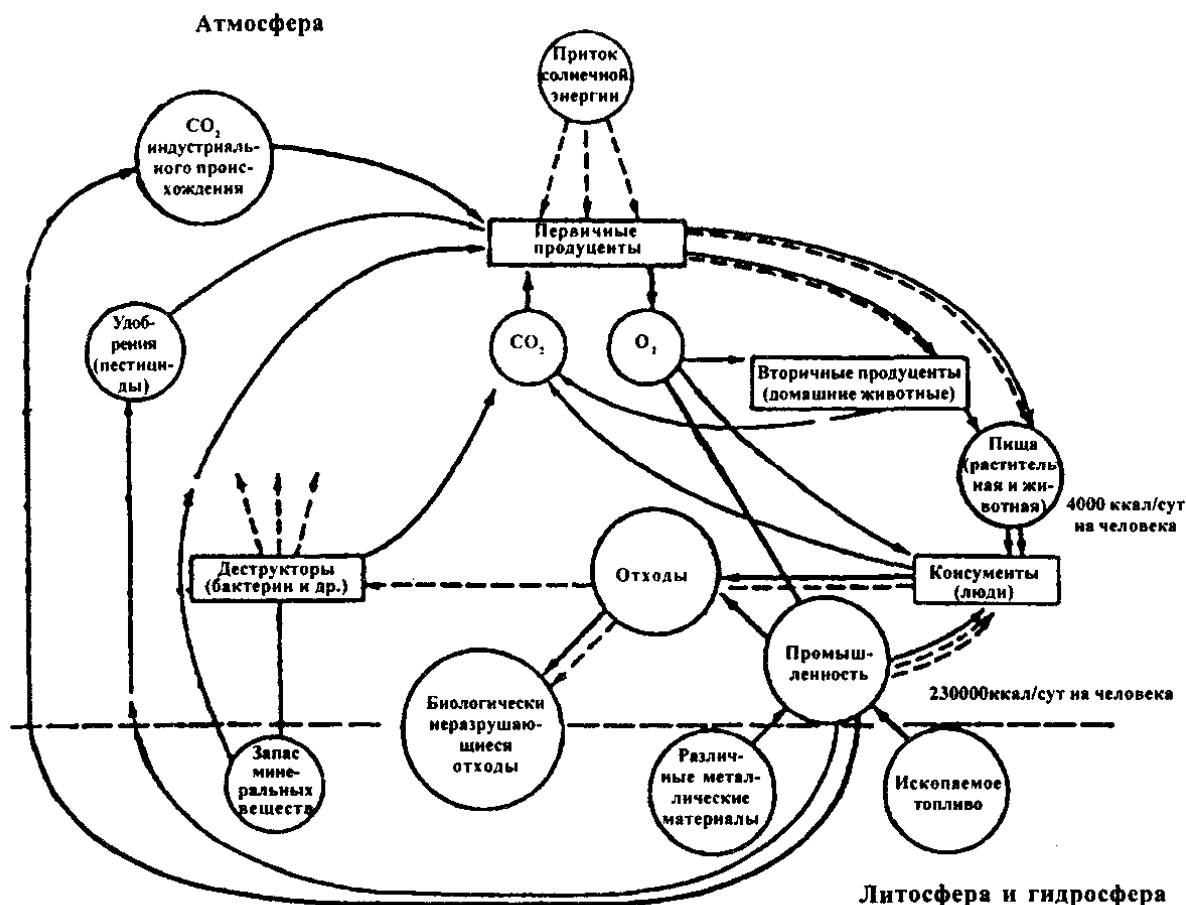 Атмосфера
Приток
солнечной
энергии
CO2
индустриаль-
ного проис-
хождения
Первичные
продуценты
Удоб-
рения
(пестици-
ды)
CO2
O2
Вторичные продуценты
(домашние животные)
Пища
(раститель-
ная и жи-
вотная)
4000 ккал/сут
на человека
Деструкторы
(бактерии и др.)
Отходы
Консументы
(люди)
Промыш-
ленность
230000ккал/сут на человека
Биологически
неразрушаю-
щиеся
отходы
Запас
мине-
ральных
веществ
Различ-
ные метал-
лические
материалы
Ископаемое
топливо
Литосфера и гидросфера